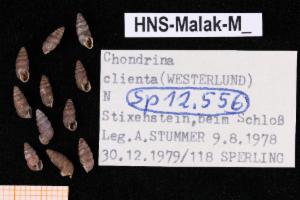 HNS-Malak-M_
Chondrina
clienta(WESTERLUND)
N Sp 12.556
Stixenstein,beim Schloß
Leg.A.STUMMER 9.8.1978
30.12.1979/118 SPERLING